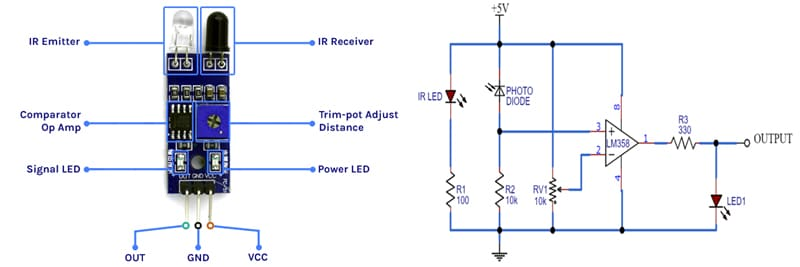 IR Emitter
IR Receiver
Comparator
Op Amp
Trim-pot Adjust
Distance
Signal LED
Power LED
OUT GND VCC
OUT
GND
VCC
+5V
IR LED
PHOTO
DIODE
R1
100
R2
10k
RV1
10k
3
+
2
-
8
LM358
1
4
R3
330
OUTPUT
LED1